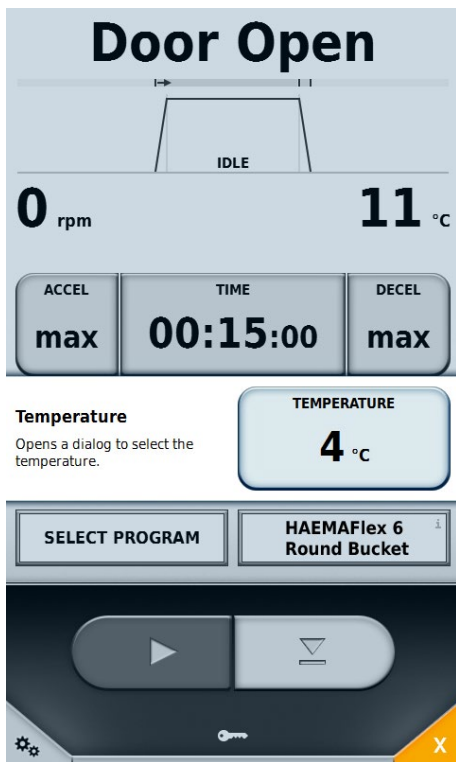 Door Open
IDLE
0 rpm
11 °C
ACCEL
max
TIME
00:15:00
DECEL
max
Temperature
Opens a dialog to select the
temperature.
TEMPERATURE
4 °C
SELECT PROGRAM
HAEMAFlex 6 i
Round Bucket
X